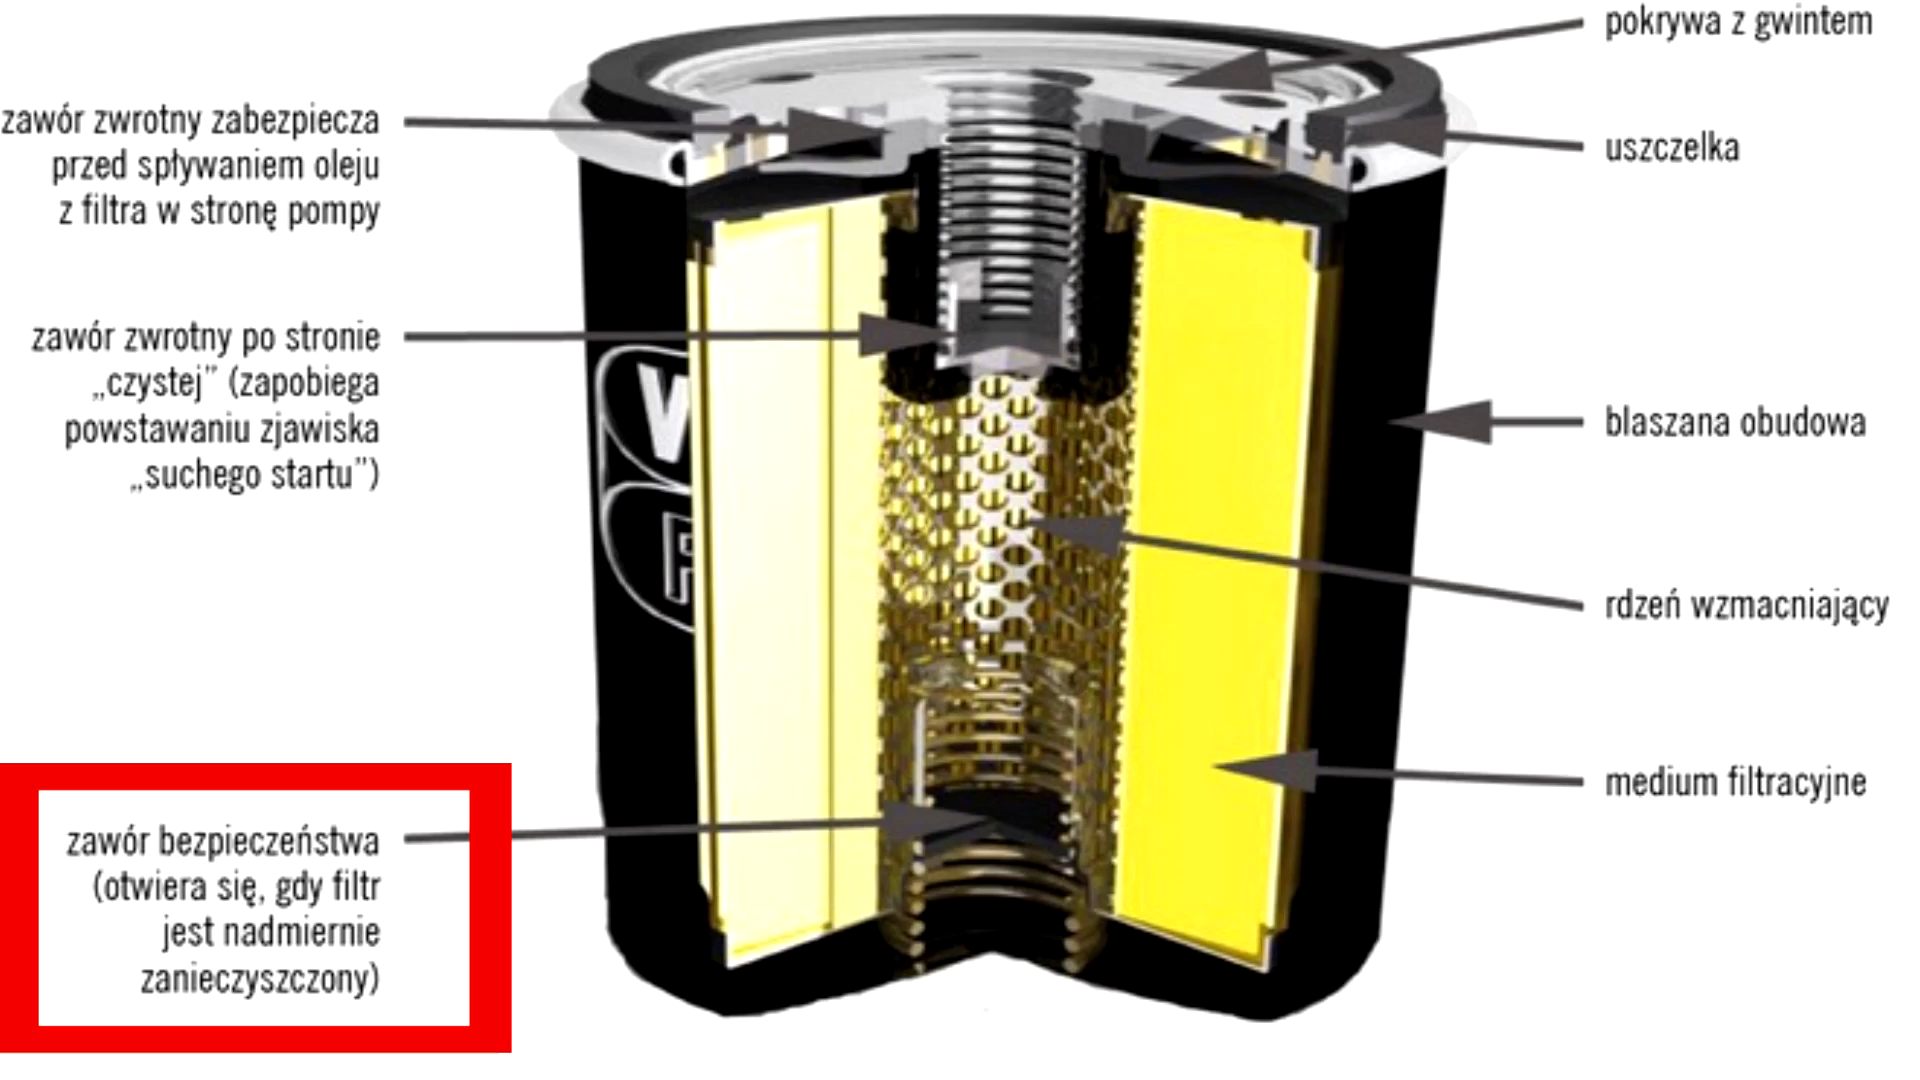 pokrywa z gwintem
zawór zwrotny zabezpiecza
przed spływaniem oleju
z filtra w stronę pompy
uszczelka
zawór zwrotny po stronie
„czystej” (zapobiega
powstawaniu zjawiska
„suchego startu”)
blaszana obudowa
rdzeń wzmacniający
medium filtracyjne
zawór bezpieczeństwa
(otwiera się, gdy filtr
jest nadmiernie
zanieczyszczony)
W
F